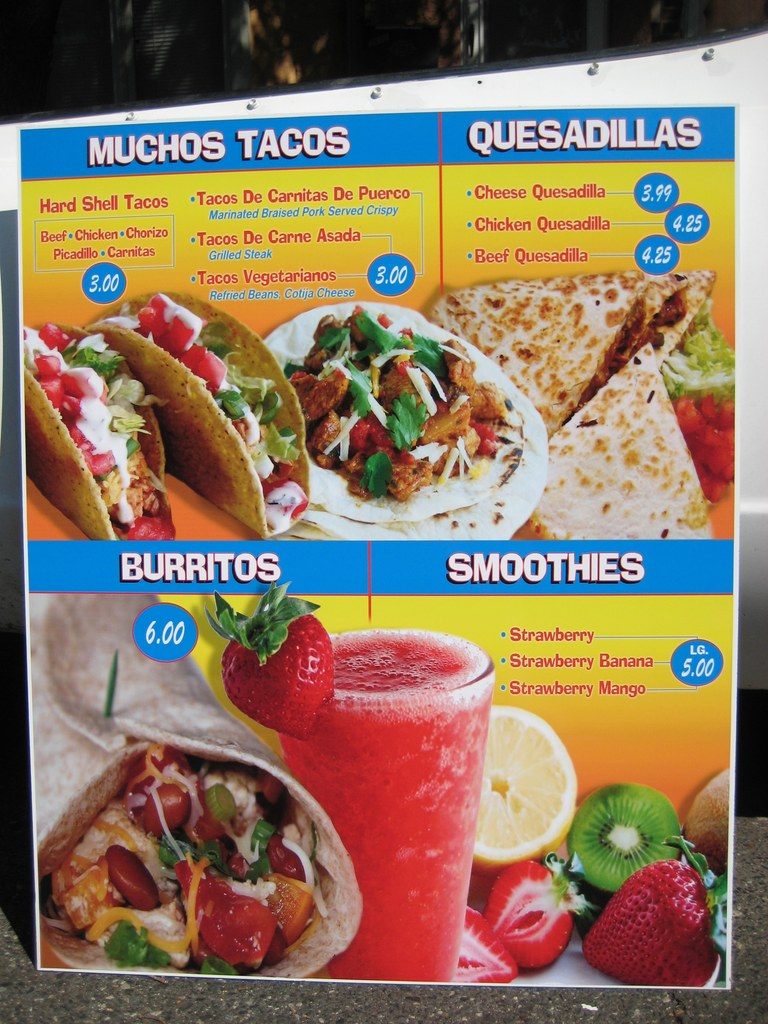 MUCHOS TACOS
Hard Shell Tacos
Beef • Chicken • Chorizo
Picadillo • Carnitas
3.00
• Tacos De Carnitas De Puerco
Marinated Braised Pork Served Crispy
• Tacos De Carne Asada
Grilled Steak
• Tacos Vegetarianos
Refried Beans, Cotija Cheese
3.00
QUESADILLAS
• Cheese Quesadilla 3.99
• Chicken Quesadilla 4.25
• Beef Quesadilla 4.25
BURRITOS
6.00
SMOOTHIES
• Strawberry
• Strawberry Banana
• Strawberry Mango
LG.
5.00